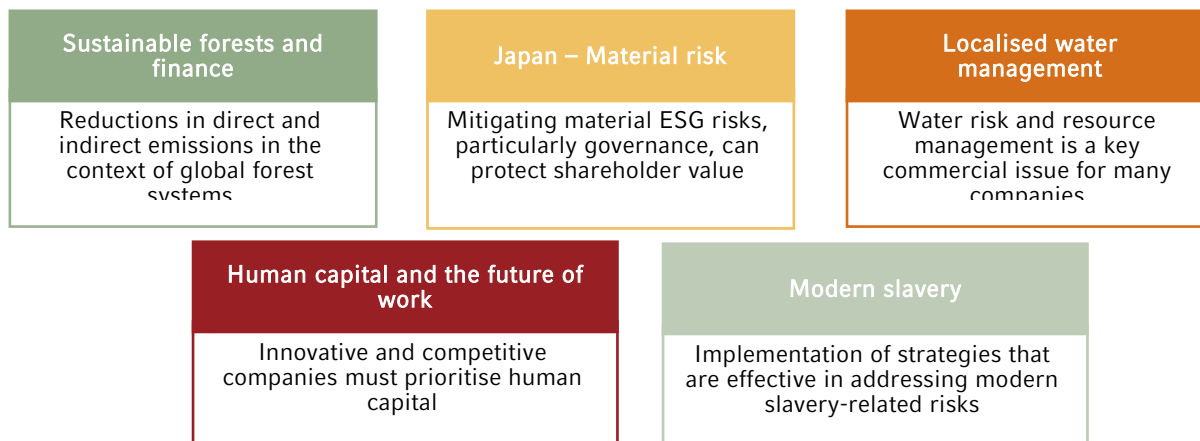 Sustainable forests and
finance
Reductions in direct and
indirect emissions in the
context of global forest
systems
Japan – Material risk
Mitigating material ESG risks,
particularly governance, can
protect shareholder value
Localised water
management
Water risk and resource
management is a key
commercial issue for many
companies
Human capital and the future of
work
Innovative and competitive
companies must prioritise human
capital
Modern slavery
Implementation of strategies that
are effective in addressing modern
slavery-related risks